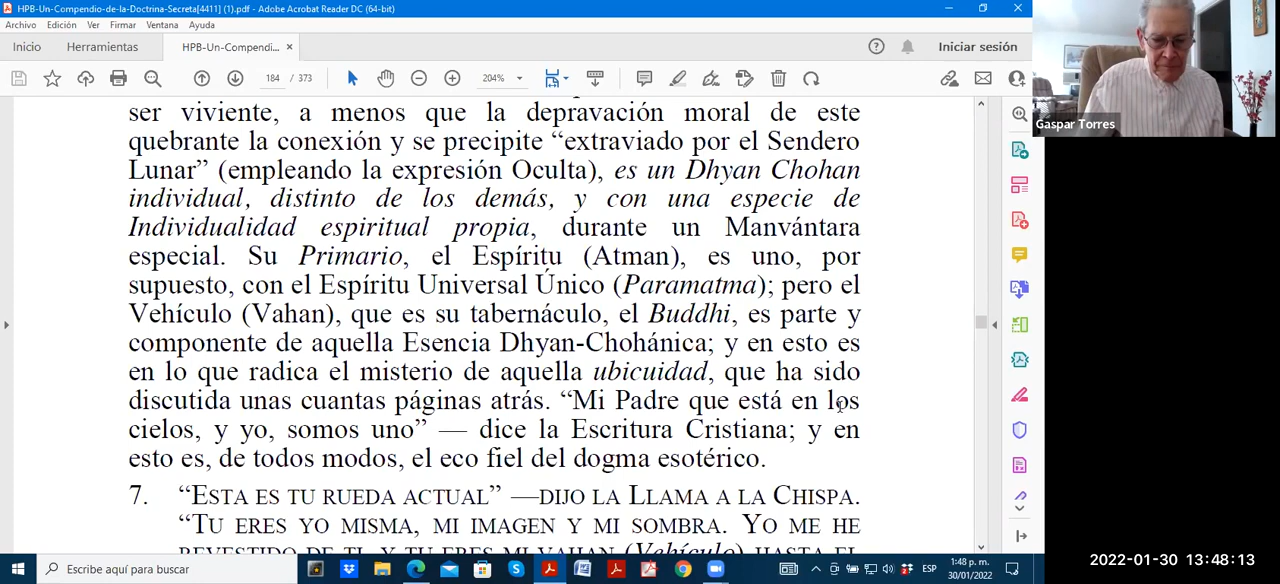 HPB-Un-Compendio-de-la-Doctrina-Secreta[4411] (1).pdf - Adobe Acrobat Reader DC (64-bit)
Archivo Edición Ver Firmar Ventana Ayuda
Inicio Herramientas HPB-Un-Compendi... × Iniciar sesión
184 / 373 204%
ser viviente, a menos que la depravación moral de este
quebrante la conexión y se precipite “extraviado por el Sendero
Lunar” (empleando la expresión Oculta), es un Dhyan Chohan
individual, distinto de los demás, y con una especie de
Individualidad espiritual propia, durante un Manvántara
especial. Su Primario, el Espíritu (Atman), es uno, por
supuesto, con el Espíritu Universal Único (Paramatma); pero el
Vehículo (Vahan), que es su tabernáculo, el Buddhi, es parte y
componente de aquella Esencia Dhyan-Chohánica; y en esto es
en lo que radica el misterio de aquella ubicuidad, que ha sido
discutida unas cuantas páginas atrás. “Mi Padre que está en los
cielos, y yo, somos uno” — dice la Escritura Cristiana; y en
esto es, de todos modos, el eco fiel del dogma esotérico.
7. “ESTA ES TU RUEDA ACTUAL” —DIJO LA LLAMA A LA CHISPA.
“TU ERES YO MISMA, MI IMAGEN Y MI SOMBRA. YO ME HE
REVESTIDO DE TI, Y TU ERES MI VAHAN (Vehículo) HASTA EL
Gaspar Torres
Escribe aquí para buscar
ESP
1:48 p. m.
30/01/2022
2022-01-30 13:48:13